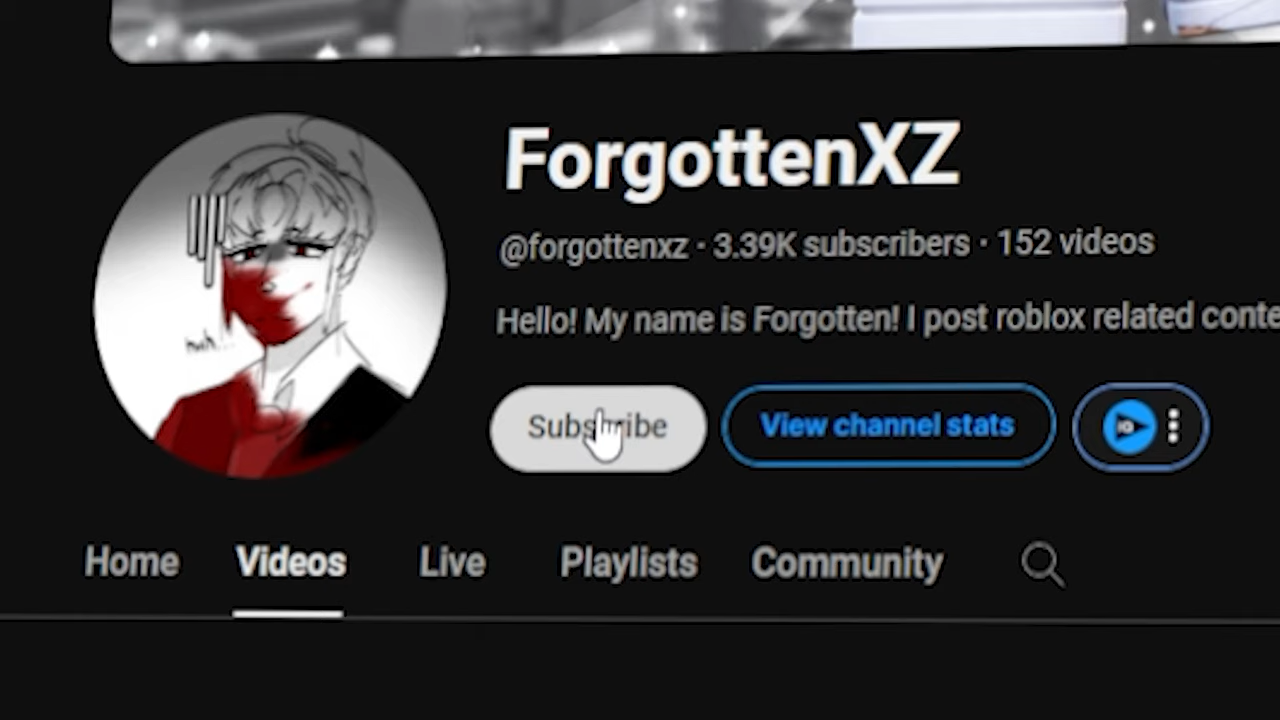 ForgottenXZ
@forgottenxz · 3.39K subscribers · 152 videos
Hello! My name is Forgotten! I post roblox related conte
Subscribe
View channel stats
Home Videos Live Playlists Community